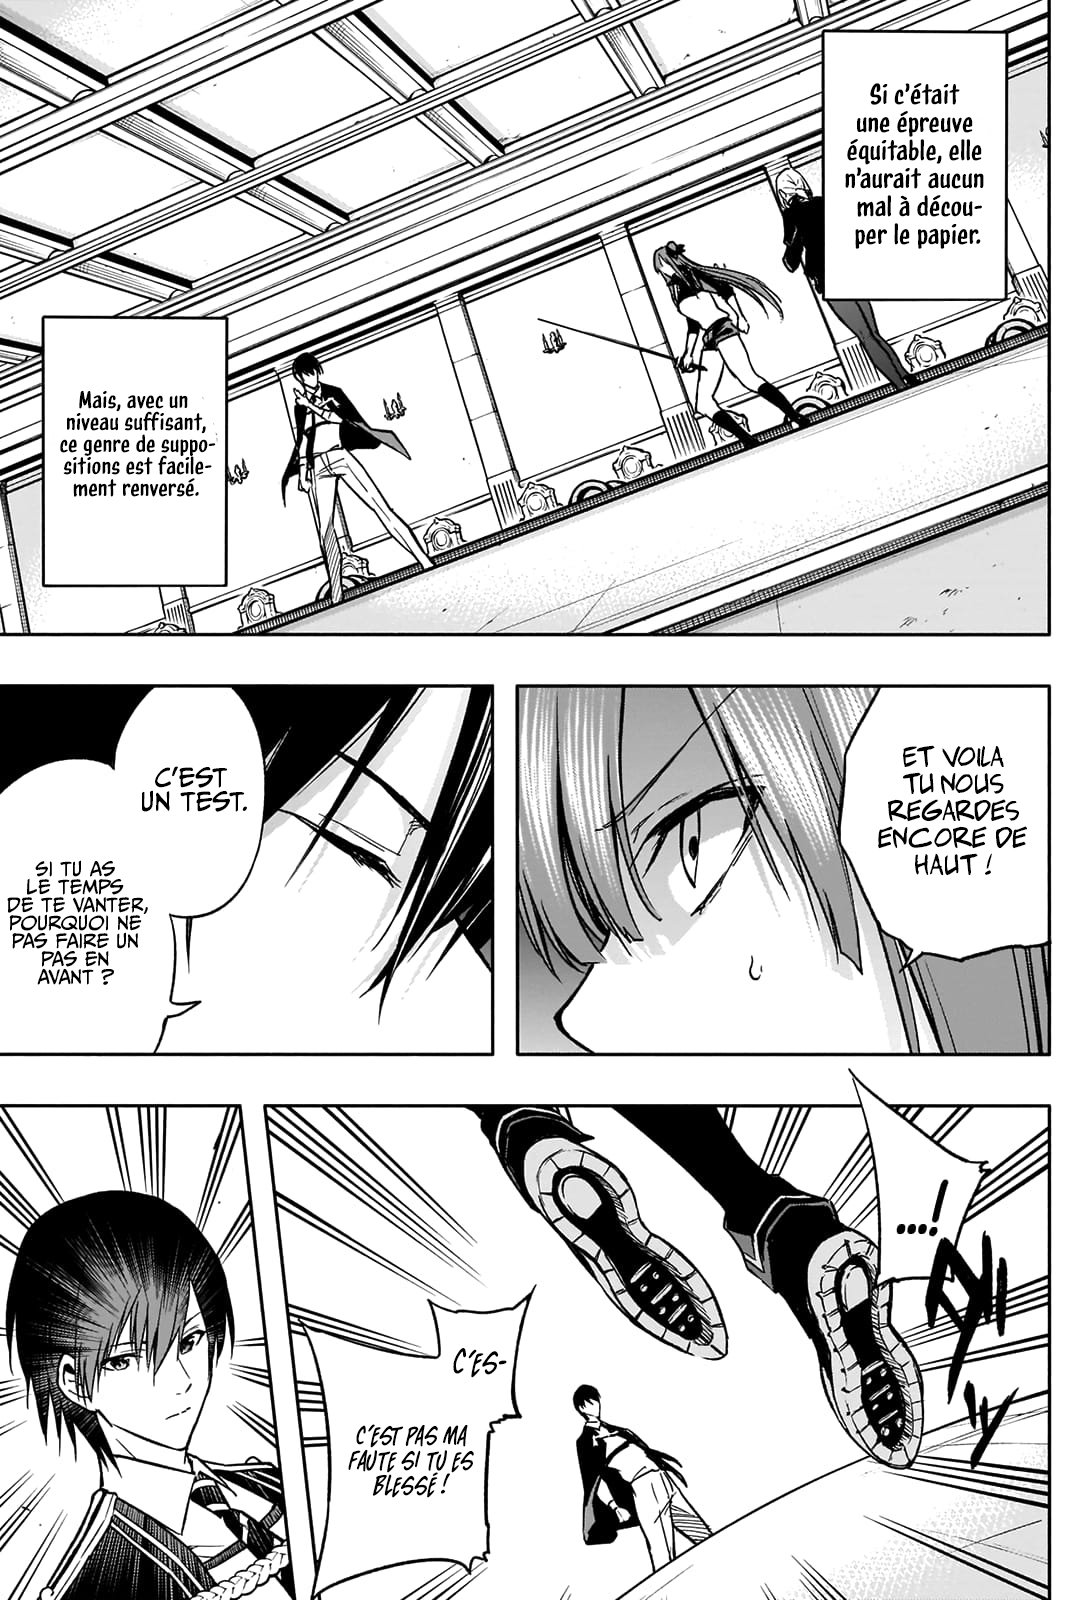 Si c'était
une épreuve
équitable, elle
n'aurait aucun
mal à décou-
per le papier.
Mais, avec un
niveau suffisant,
ce genre de suppo-
sitions est facile-
ment renversé.
ET VOILA
TU NOUS
REGARDES
ENCORE DE
HAUT !
C'EST
UN TEST.
SI TU AS
LE TEMPS
DE TE VANTER,
POURQUOI NE
PAS FAIRE UN
PAS EN
AVANT ?
....!
C'ES-
C'EST PAS MA
FAUTE SI TU ES
BLESSÉ !